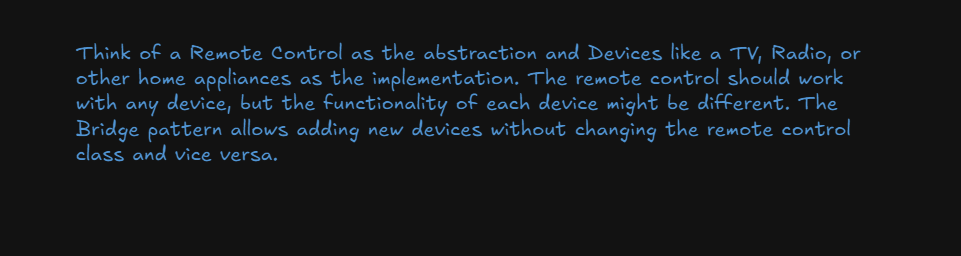 Think of a Remote Control as the abstraction and Devices like a TV, Radio, or
other home appliances as the implementation. The remote control should work
with any device, but the functionality of each device might be different. The
Bridge pattern allows adding new devices without changing the remote control
class and vice versa.